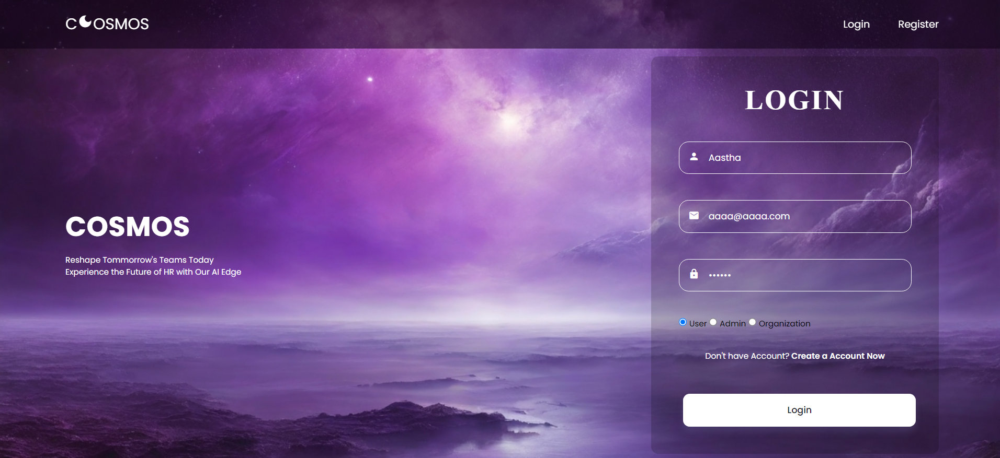 COSMOS
Login Register
LOGIN
Aastha
aaaa@aaaa.com
••••••
COSMOS
Reshape Tommorrow's Teams Today
Experience the Future of HR with Our AI Edge
User Admin Organization
Don't have Account? Create a Account Now
Login